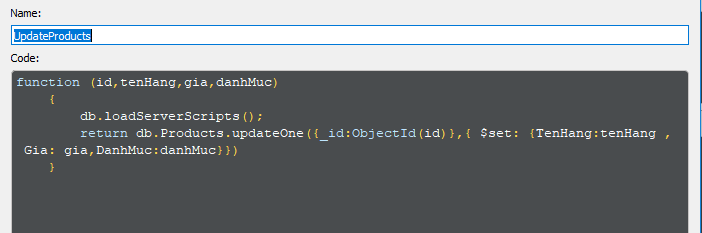 Name:
UpdateProducts
Code:
function (id,tenHang,gia,danhMuc)
{
db.loadServerScripts();
return db.Products.updateOne({_id:ObjectId(id)},{ $set: {TenHang:tenHang ,
Gia: gia,DanhMuc:danhMuc}})
}